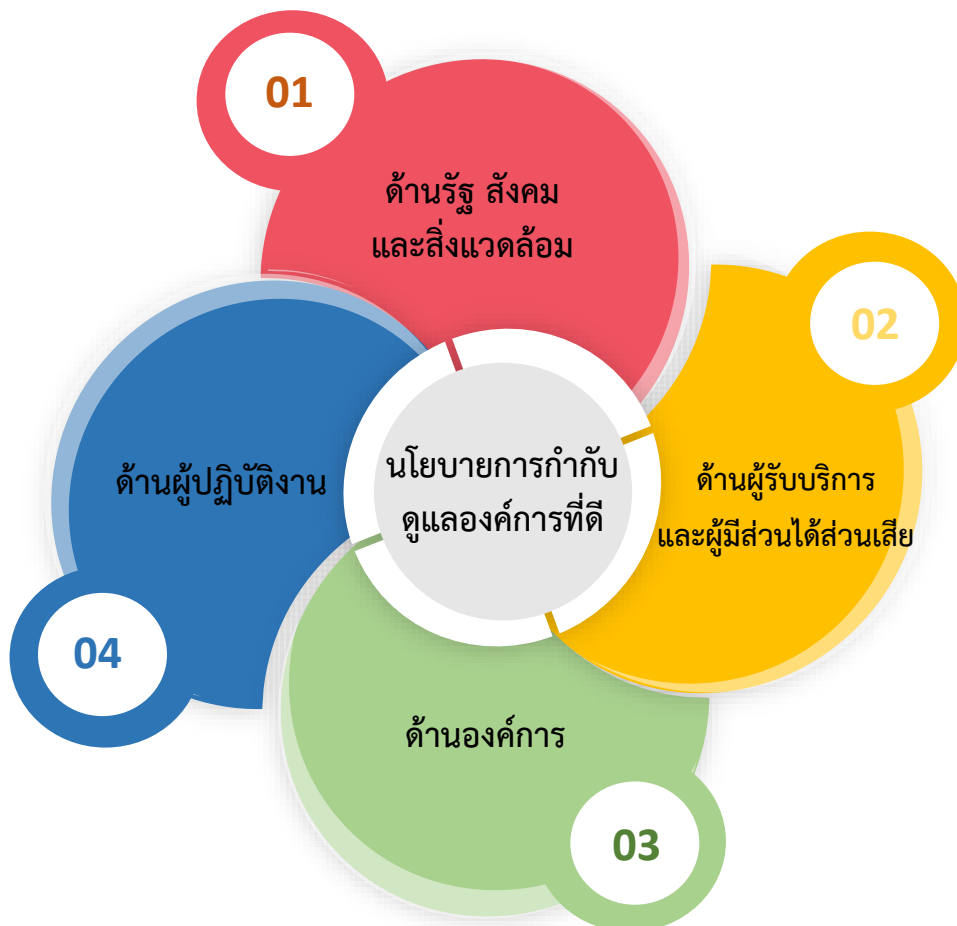 01
ด้านรัฐ สังคม
และสิ่งแวดล้อม
02
ด้านผู้รับบริการ
และผู้มีส่วนได้ส่วนเสีย
นโยบายการกำกับ
ดูแลองค์การที่ดี
ด้านผู้ปฏิบัติงาน
04
ด้านองค์การ
03